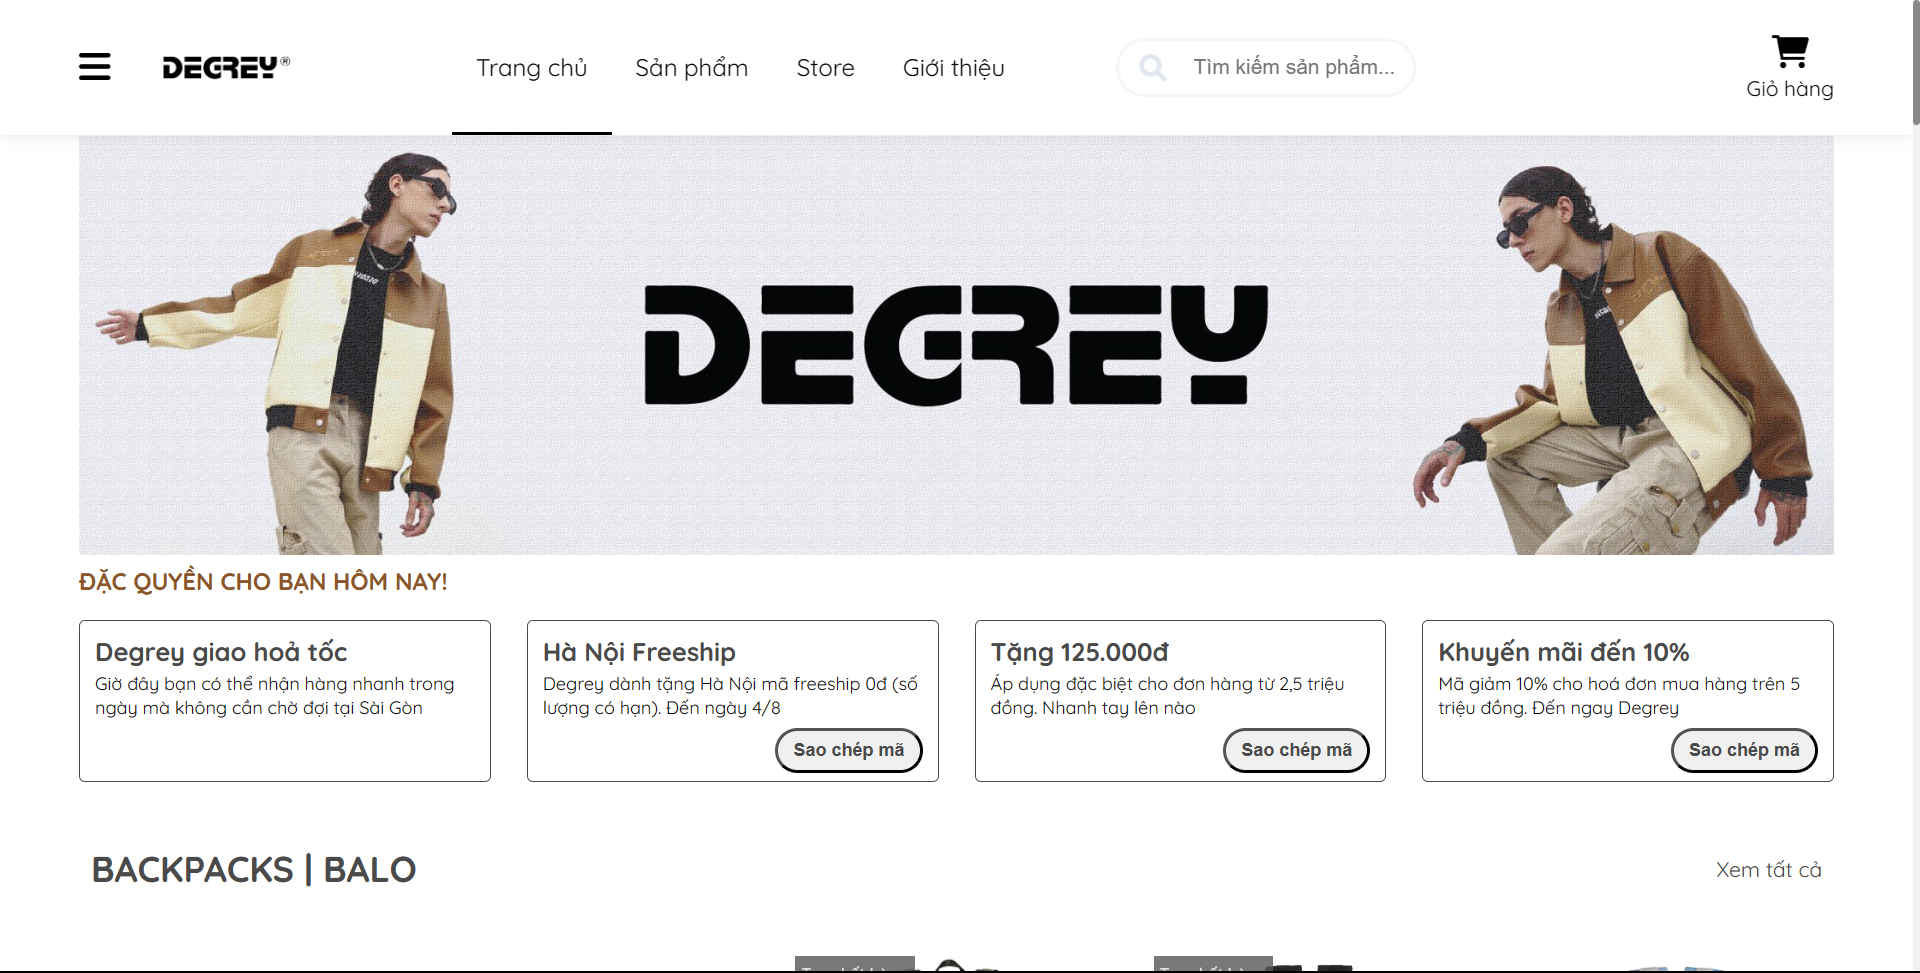 DEGREY®
Trang chủ
Sản phẩm
Store
Giới thiệu
Tìm kiếm sản phẩm...
Giỏ hàng
DEGREY
ĐẶC QUYỀN CHO BẠN HÔM NAY!
Degrey giao hoả tốc
Giờ đây bạn có thể nhận hàng nhanh trong
ngày mà không cần chờ đợi tại Sài Gòn
Hà Nội Freeship
Degrey dành tặng Hà Nội mã freeship 0đ (số
lượng có hạn). Đến ngày 4/8
Sao chép mã
Tặng 125.000đ
Áp dụng đặc biệt cho đơn hàng từ 2,5 triệu
đồng. Nhanh tay lên nào
Sao chép mã
Khuyến mãi đến 10%
Mã giảm 10% cho hoá đơn mua hàng trên 5
triệu đồng. Đến ngay Degrey
Sao chép mã
BACKPACKS | BALO
Xem tất cả